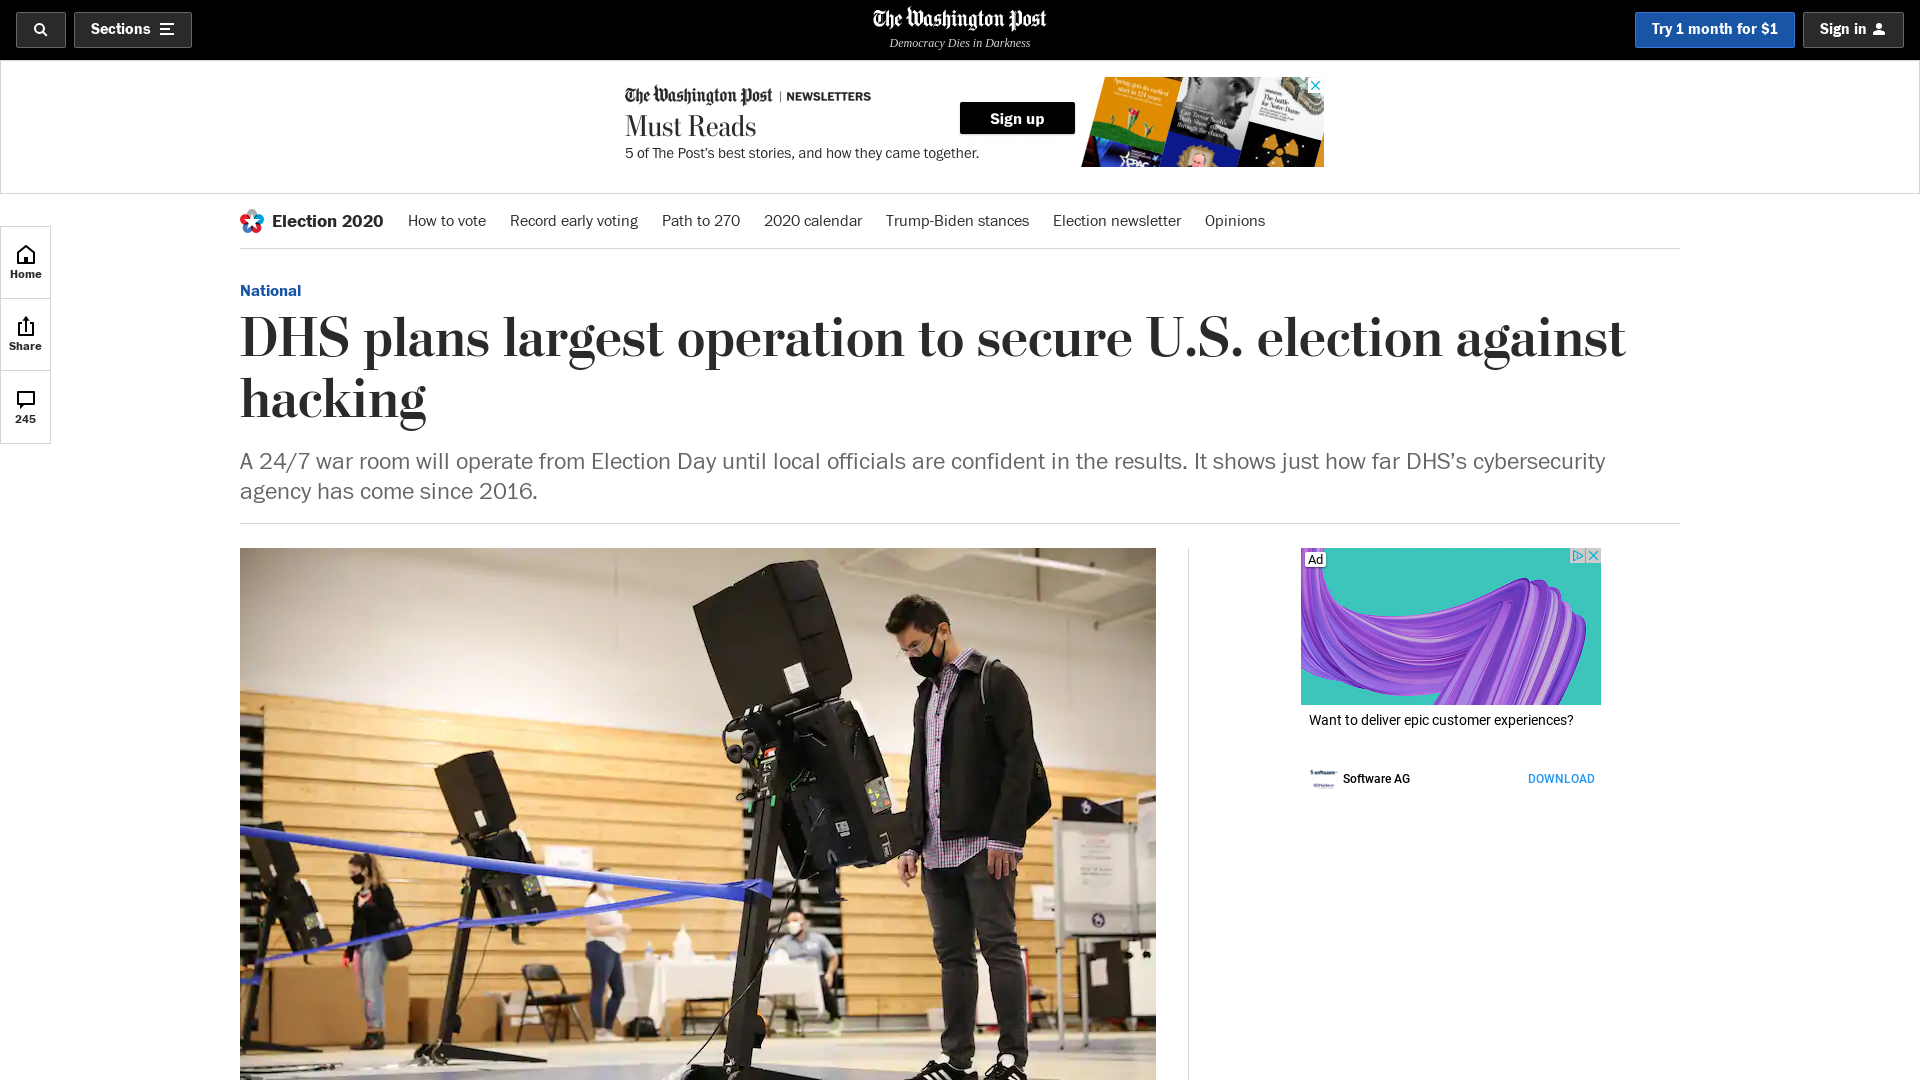 Sections
The Washington Post
Democracy Dies in Darkness
Try 1 month for $1
Sign in
The Washington Post | NEWSLETTERS
Must Reads
5 of The Post's best stories, and how they came together.
Sign up
Election 2020
How to vote
Record early voting
Path to 270
2020 calendar
Trump-Biden stances
Election newsletter
Opinions
Home
Share
245
National
DHS plans largest operation to secure U.S. election against
hacking
A 24/7 war room will operate from Election Day until local officials are confident in the results. It shows just how far DHS’s cybersecurity
agency has come since 2016.
Ad
Want to deliver epic customer experiences?
Software AG
DOWNLOAD